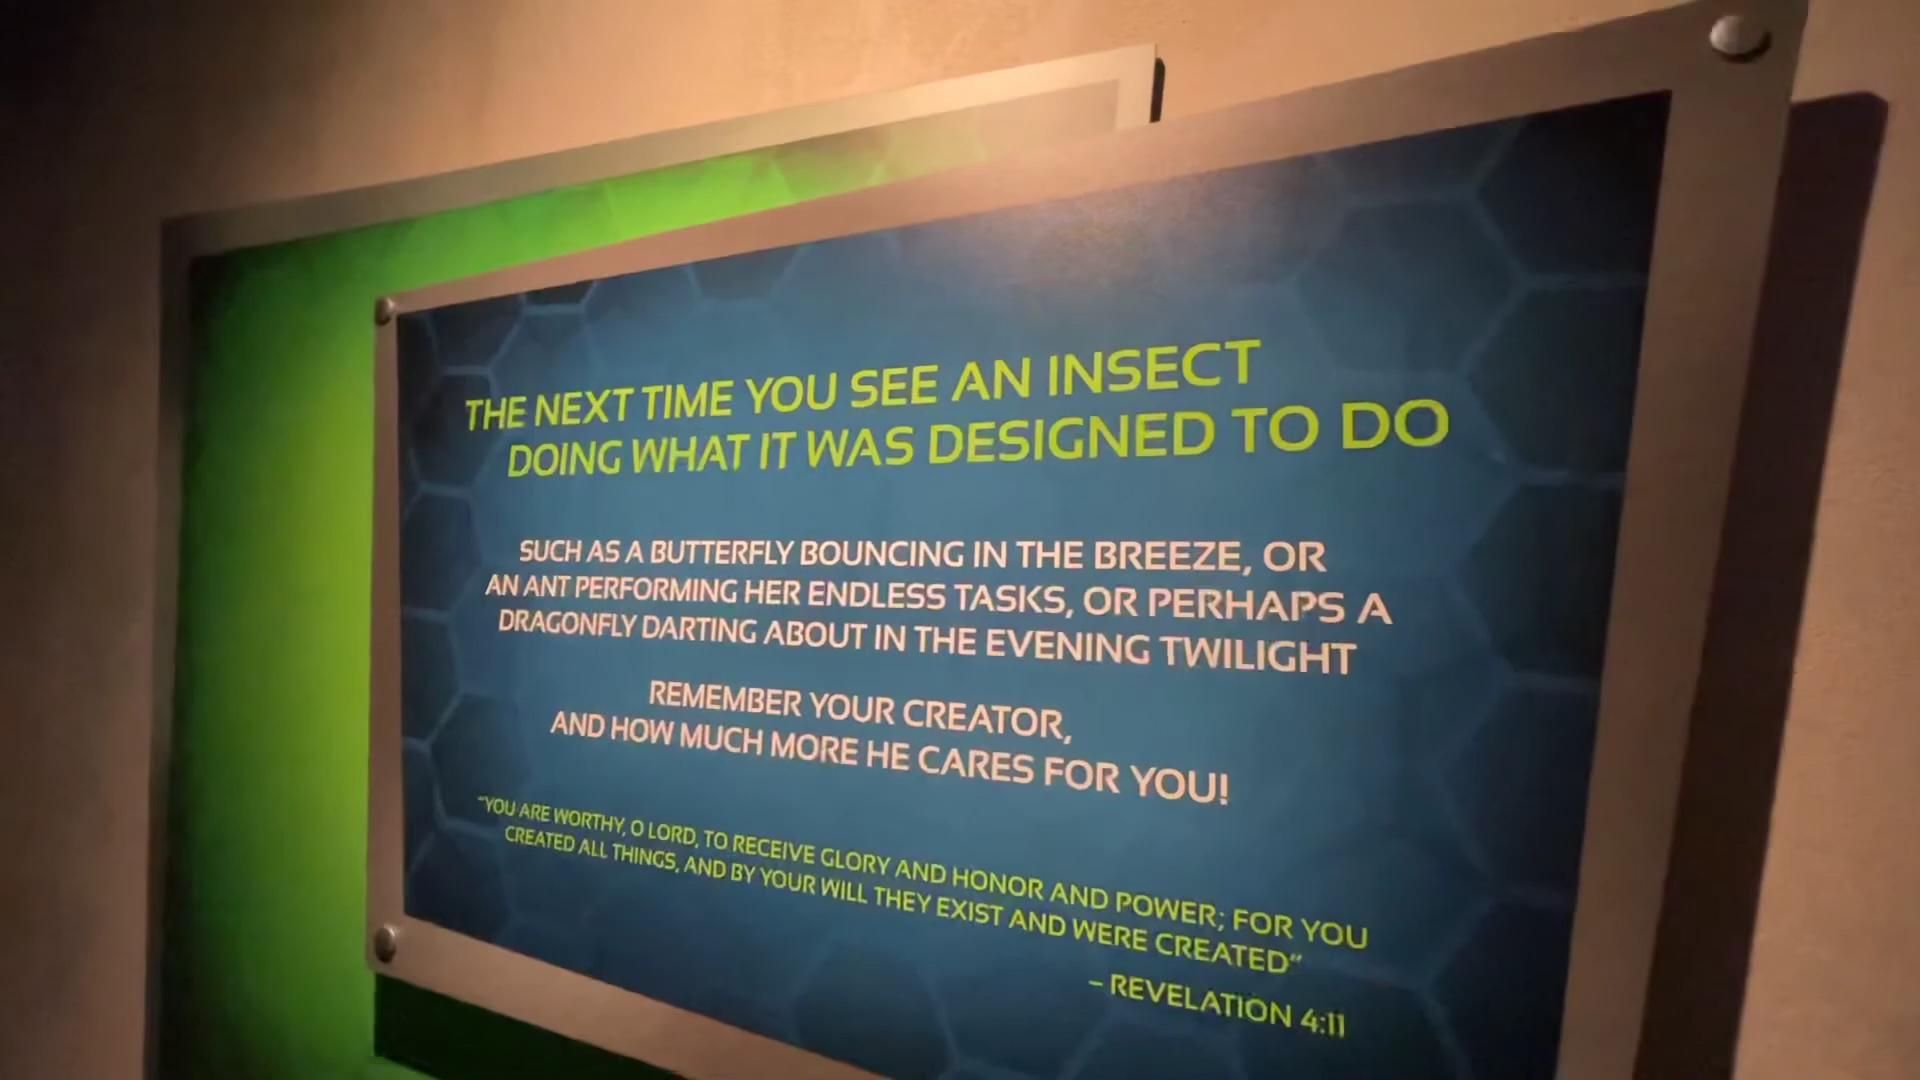 THE NEXT TIME YOU SEE AN INSECT
DOING WHAT IT WAS DESIGNED TO DO
SUCH AS A BUTTERFLY BOUNCING IN THE BREEZE, OR
AN ANT PERFORMING HER ENDLESS TASKS, OR PERHAPS A
DRAGONFLY DARTING ABOUT IN THE EVENING TWILIGHT
REMEMBER YOUR CREATOR,
AND HOW MUCH MORE HE CARES FOR YOU!
"YOU ARE WORTHY, O LORD, TO RECEIVE GLORY AND HONOR AND POWER; FOR YOU
CREATED ALL THINGS, AND BY YOUR WILL THEY EXIST AND WERE CREATED"
– REVELATION 4:11